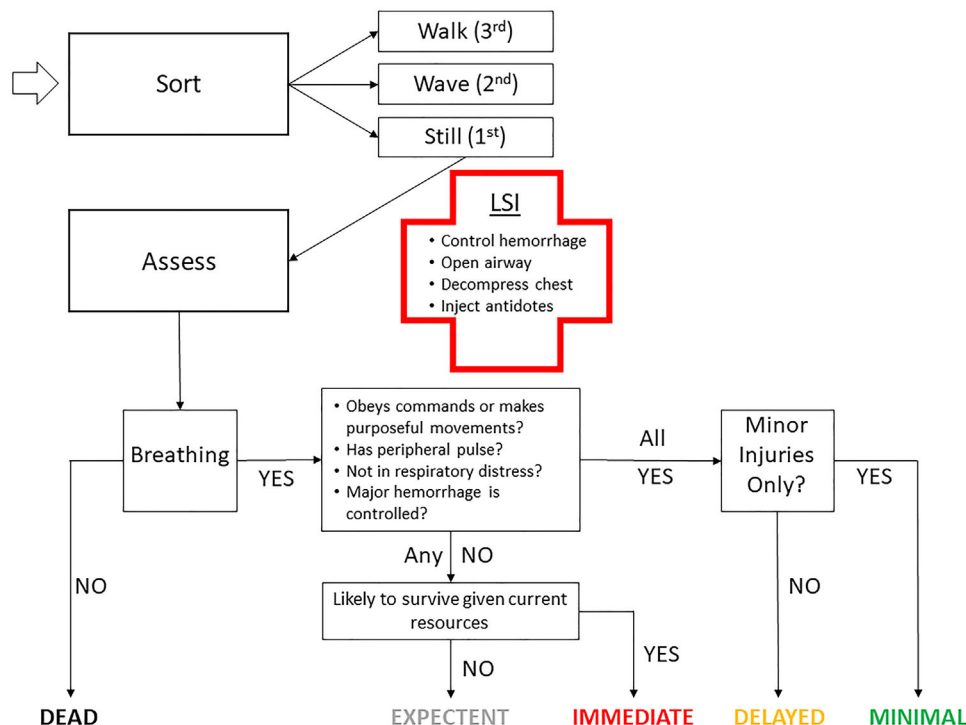 Sort
Walk (3rd)
Wave (2nd)
Still (1st)
LSI
• Control hemorrhage
• Open airway
• Decompress chest
• Inject antidotes
Assess
Breathing
YES
NO
• Obeys commands or makes
purposeful movements?
• Has peripheral pulse?
• Not in respiratory distress?
• Major hemorrhage is
controlled?
All
YES
Minor
Injuries
Only?
YES
NO
Any NO
Likely to survive given current
resources
YES
NO
DEAD
EXPECTENT
IMMEDIATE
DELAYED
MINIMAL